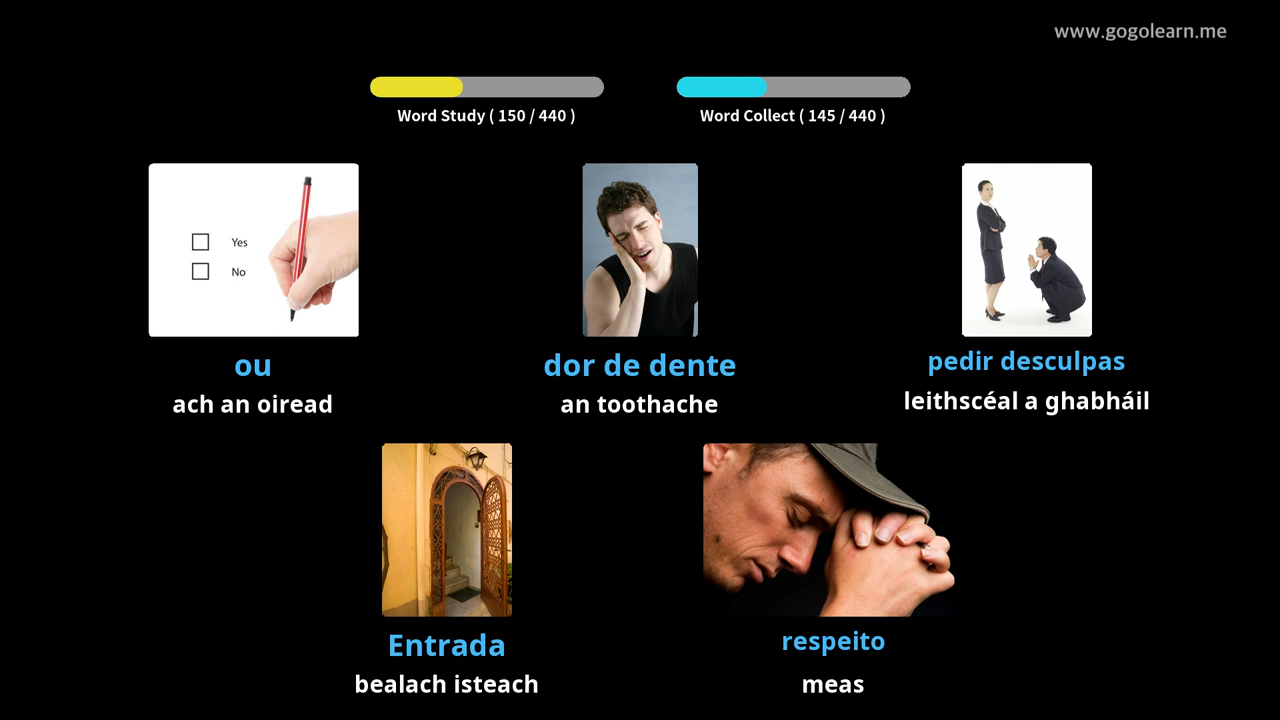 www.gogolearn.me
Word Study ( 150 / 440 )
Word Collect ( 145 / 440 )
Yes
No
ou
ach an oiread
dor de dente
an toothache
pedir desculpas
leithscéal a ghabháil
Entrada
bealach isteach
respeito
meas